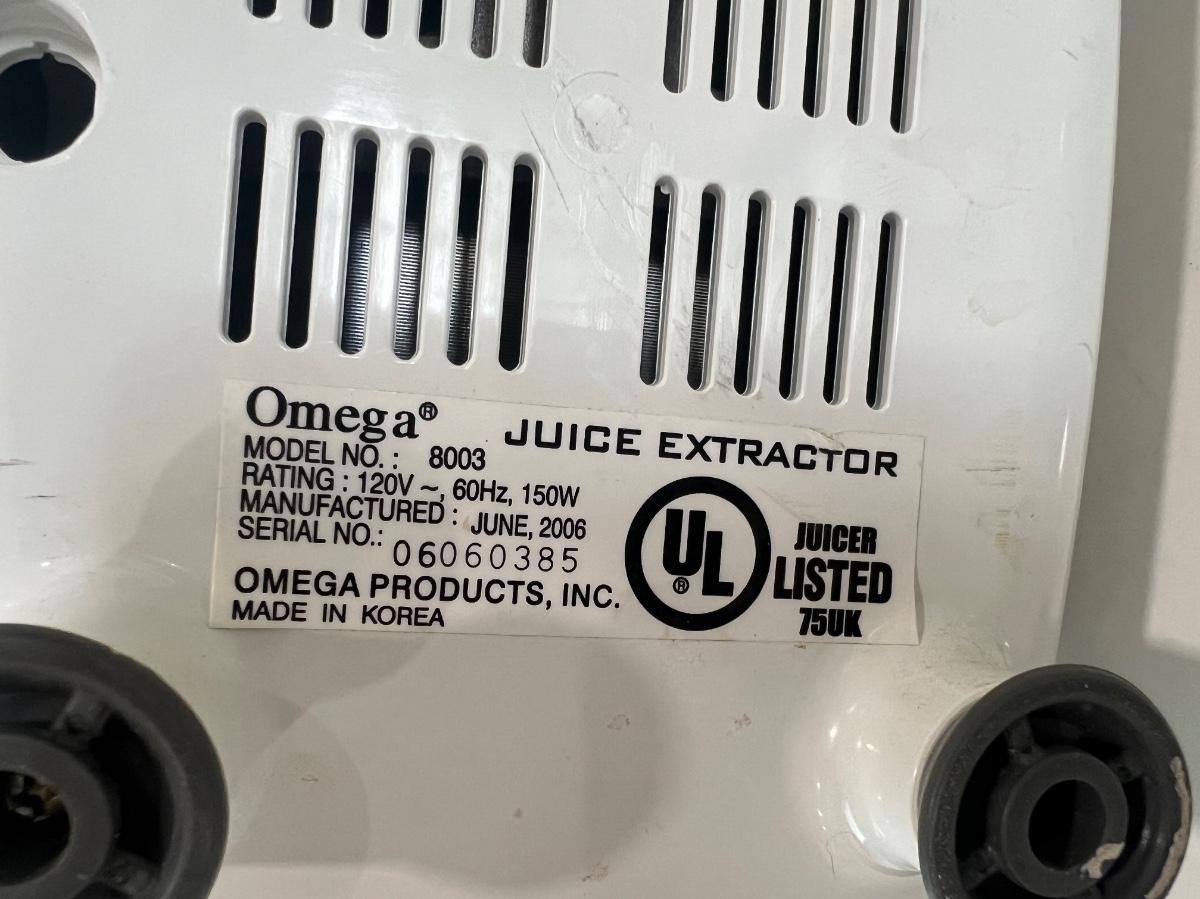 Omega®
JUICE EXTRACTOR
MODEL NO. : 8003
RATING : 120V ~, 60Hz, 150W
MANUFACTURED : JUNE, 2006
SERIAL NO.: 06060385
OMEGA PRODUCTS, INC.
MADE IN KOREA
UL®
JUICER
LISTED
75UK